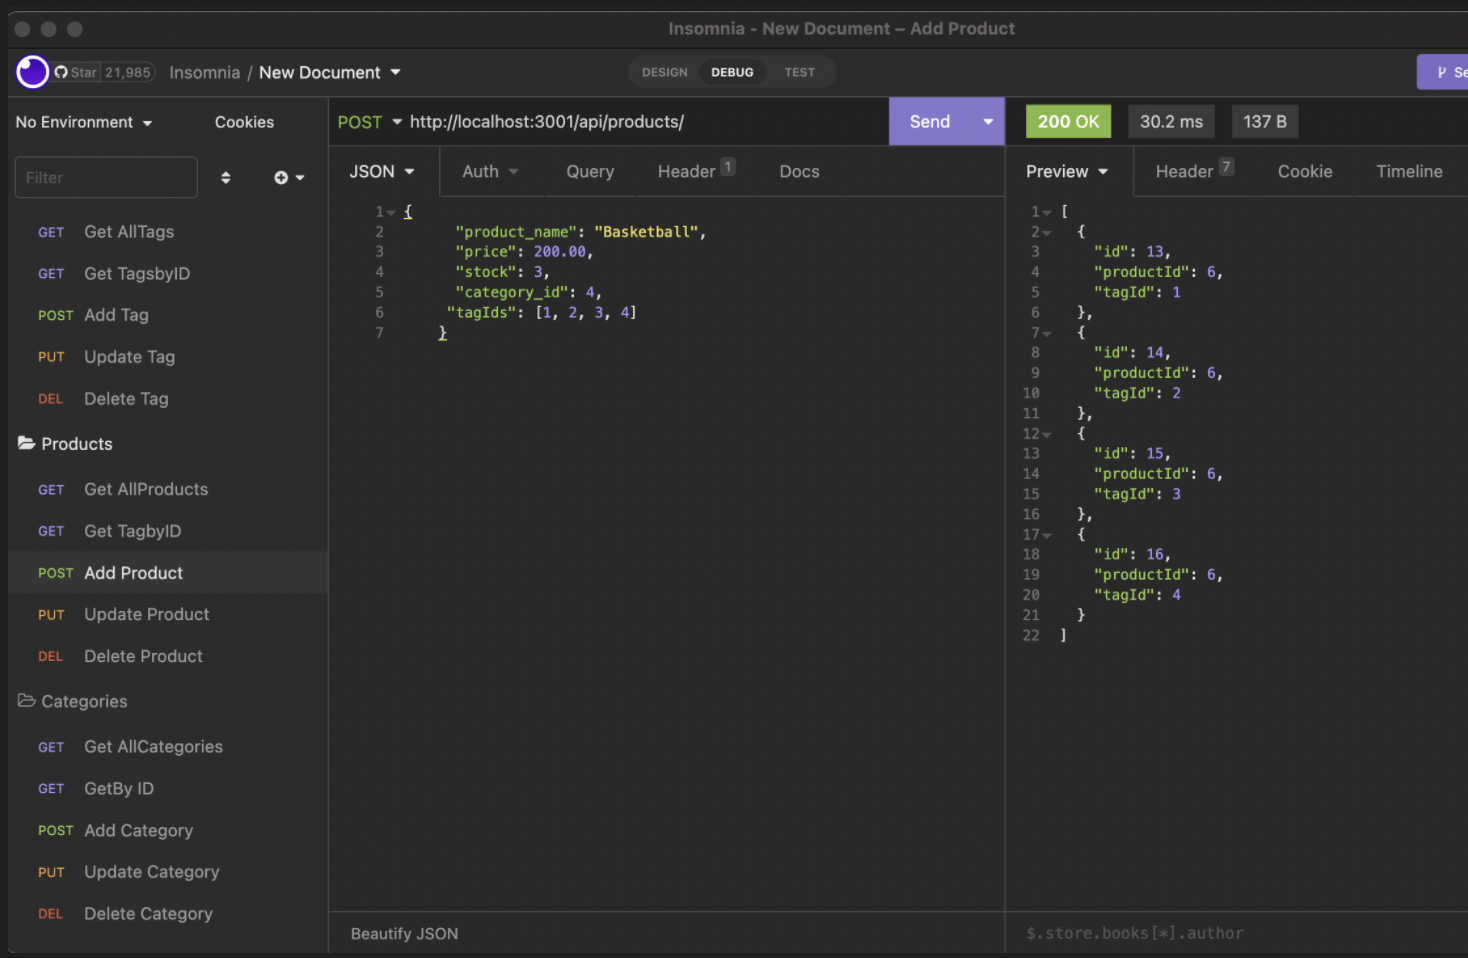 Insomnia - New Document – Add Product
Star 21,985 Insomnia / New Document
DESIGN DEBUG TEST
No Environment Cookies
Filter
GET Get AllTags
GET Get TagsbyID
POST Add Tag
PUT Update Tag
DEL Delete Tag
Products
GET Get AllProducts
GET Get TagbyID
POST Add Product
PUT Update Product
DEL Delete Product
Categories
GET Get AllCategories
GET GetBy ID
POST Add Category
PUT Update Category
DEL Delete Category
POST http://localhost:3001/api/products/ Send
JSON Auth Query Header 1 Docs
1 {
2 "product_name": "Basketball",
3 "price": 200.00,
4 "stock": 3,
5 "category_id": 4,
6 "tagIds": [1, 2, 3, 4]
7 }
Beautify JSON
200 OK 30.2 ms 137 B
Preview Header 7 Cookie Timeline
1 [
2 {
3 "id": 13,
4 "productId": 6,
5 "tagId": 1
6 },
7 {
8 "id": 14,
9 "productId": 6,
10 "tagId": 2
11 },
12 {
13 "id": 15,
14 "productId": 6,
15 "tagId": 3
16 },
17 {
18 "id": 16,
19 "productId": 6,
20 "tagId": 4
21 }
22 ]
$.store.books[*].author